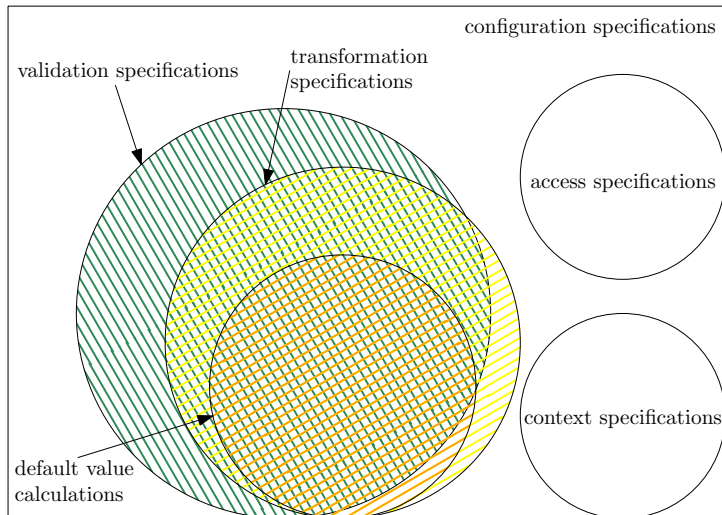 configuration specifications
validation specifications
transformation
specifications
access specifications
context specifications
default value
calculations